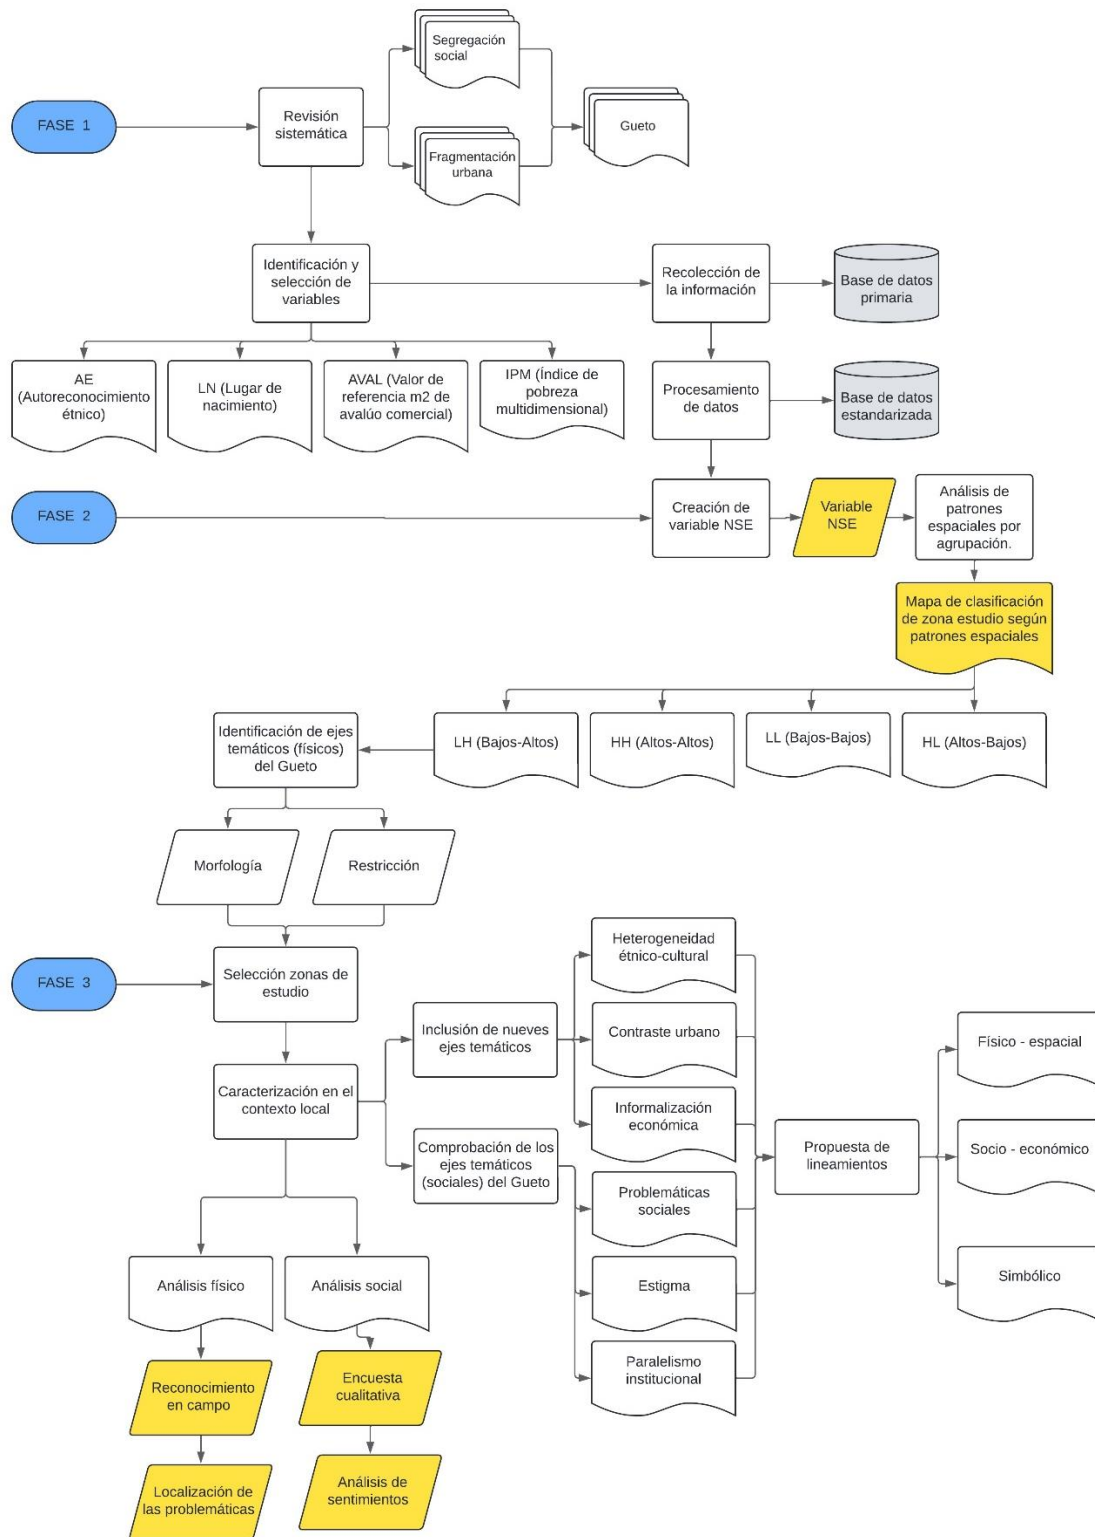 Segregación
social
FASE 1
Revisión
sistemática
Gueto
Fragmentación
urbana
Identificación y
selección de
variables
Recolección de
la información
Base de datos
primaria
AE
(Autoreconocimiento
étnico)
LN (Lugar de
nacimiento)
AVAL (Valor de
referencia m2 de
avalúo comercial)
IPM (Índice de
pobreza
multidimensional)
Procesamiento
de datos
Base de datos
estandarizada
FASE 2
Creación de
variable NSE
Variable
NSE
Análisis de
patrones
espaciales por
agrupación.
Mapa de clasificación
de zona estudio según
patrones espaciales
Identificación de ejes
temáticos (físicos)
del Gueto
LH (Bajos-Altos)
HH (Altos-Altos)
LL (Bajos-Bajos)
HL (Altos-Bajos)
Morfología
Restricción
FASE 3
Selección zonas de
estudio
Heterogeneidad
étnico-cultural
Inclusión de nueves
ejes temáticos
Contraste urbano
Físico - espacial
Caracterización en el
contexto local
Informalización
económica
Comprobación de los
ejes temáticos
(sociales) del Gueto
Propuesta de
lineamientos
Socio - económico
Problemáticas
sociales
Análisis físico
Análisis social
Estigma
Simbólico
Reconocimiento
en campo
Encuesta
cualitativa
Paralelismo
institucional
Localización de
las problemáticas
Análisis de
sentimientos